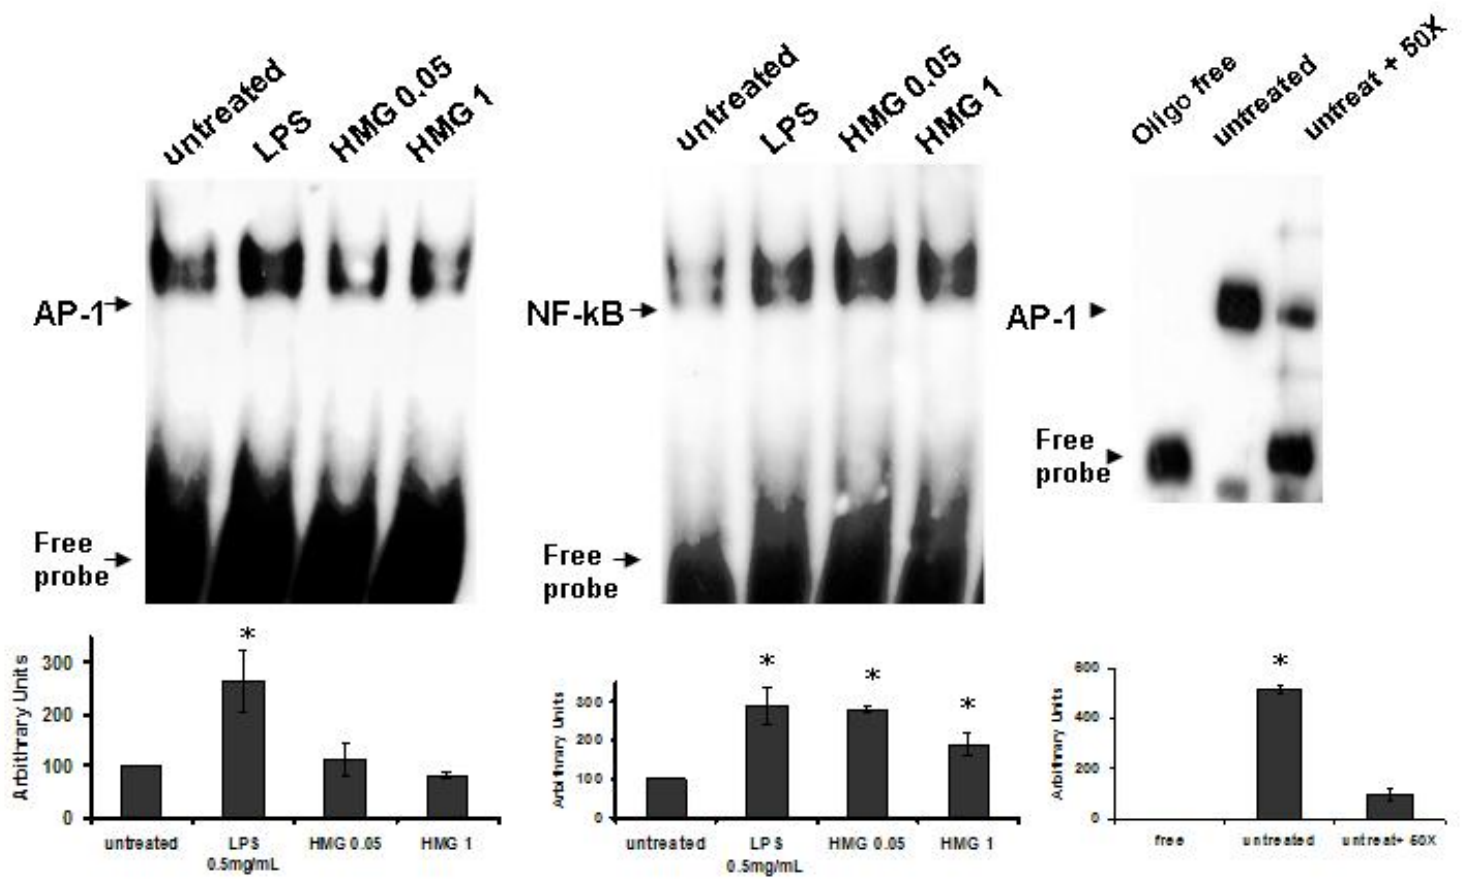 untreated
LPS
HMG 0.05
HMG 1
AP-1
Free
probe
untreated
LPS
HMG 0.05
HMG 1
NF-kB
Free
probe
Oligo free
untreated
untreat + 50X
AP-1
Free
probe
Arbithrary Units
300
200
100
0
*
untreated
LPS
0.5mg/mL
HMG 0.05
HMG 1
Arbithrary Units
300
200
100
0
*
*
*
untreated
LPS
0.5mg/mL
HMG 0.05
HMG 1
Arbithrary Units
600
400
200
0
*
free
untreated
untreat+ 50X